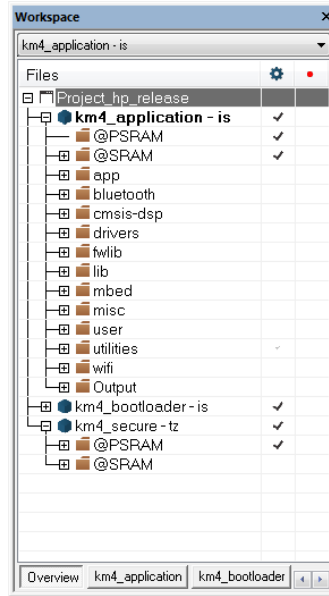 Workspace
km4_application - is
Files
Project_hp_release
km4_application - is
@PSRAM
@SRAM
app
bluetooth
cmsis-dsp
drivers
fwlib
lib
mbed
misc
user
utilities
wifi
Output
km4_bootloader - is
km4_secure - tz
@PSRAM
@SRAM
Overview km4_application km4_bootloader